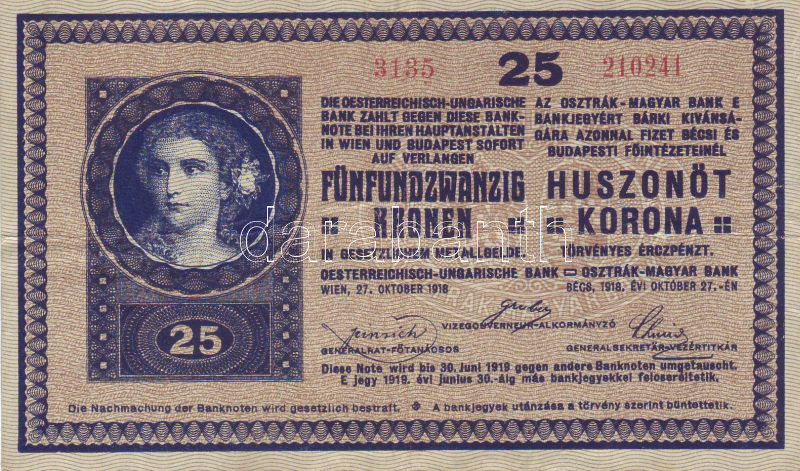 3135 25 210241
DIE OESTERREICHISCH-UNGARISCHE
BANK ZAHLT GEGEN DIESE BANK-
NOTE BEI IHREN HAUPTANSTALTEN
IN WIEN UND BUDAPEST SOFORT
AUF VERLANGEN
FÜNFUNDZWANZIG
KRONEN
IN GESETZLICHEM METALLGELDE.
OESTERREICHISCH-UNGARISCHE BANK
WIEN, 27. OKTOBER 1918
AZ OSZTRÁK-MAGYAR BANK E
BANKJEGYÉRT BÁRKI KIVÁNSÁ-
GÁRA AZONNAL FIZET BÉCSI ÉS
BUDAPESTI FŐINTÉZETEINÉL
HUSZONÖT
KORONA
TÖRVÉNYES ÉRCZPÉNZT.
OSZTRÁK-MAGYAR BANK
BÉCS, 1918. ÉVI OKTÓBER 27.-ÉN
darabanth
25
VIZEGOUVERNEUR-ALKORMÁNYZÓ
GENERALRAT-FŐTANÁCSOS
GENERALSEKRETÄR-VEZÉRTITKÁR
Diese Note wird bis 30. Juni 1919 gegen andere Banknoten umgetauscht.
E jegy 1919. évi junius 30.-áig más bankjegyekkel felcseréltetik.
Die Nachmachung der Banknoten wird gesetzlich bestraft. A bankjegyek utánzása a törvény szerint büntettetik.